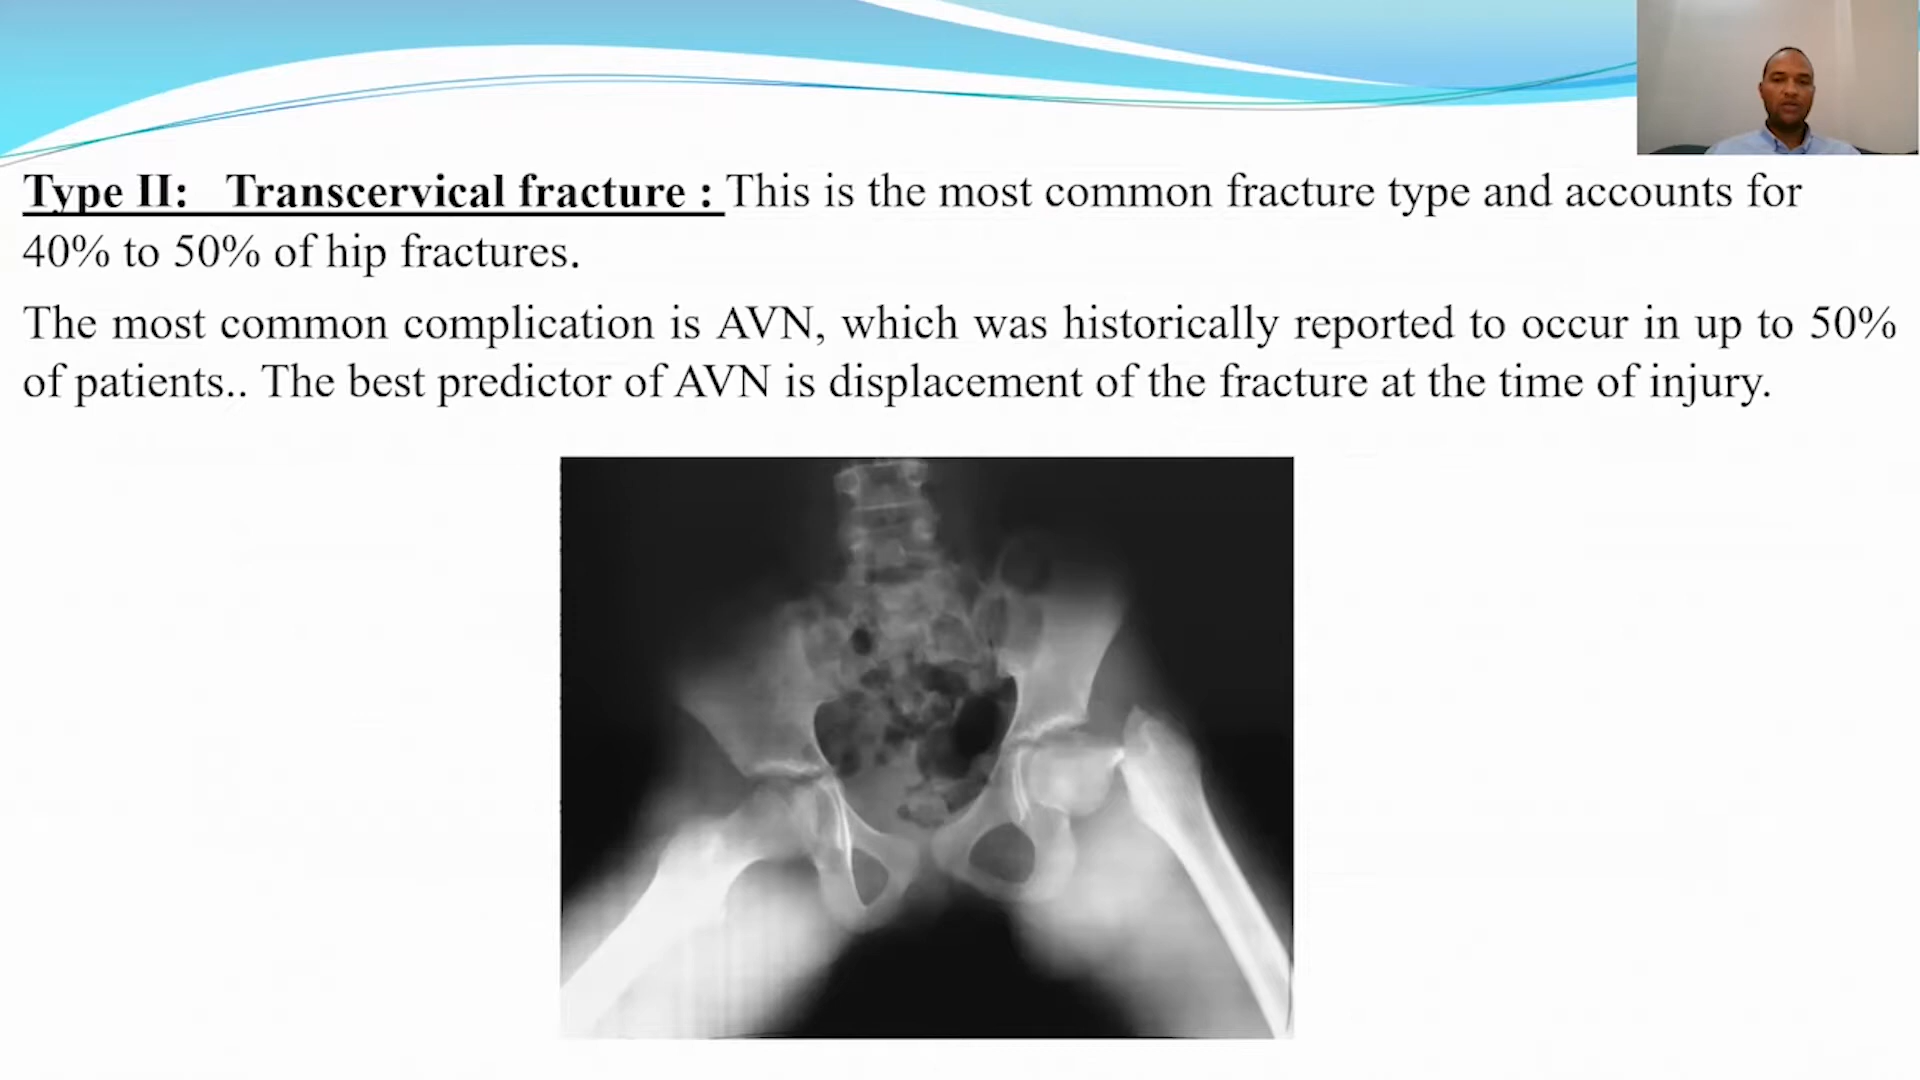 Type II: Transcervical fracture : This is the most common fracture type and accounts for
40% to 50% of hip fractures.
The most common complication is AVN, which was historically reported to occur in up to 50%
of patients.. The best predictor of AVN is displacement of the fracture at the time of injury.